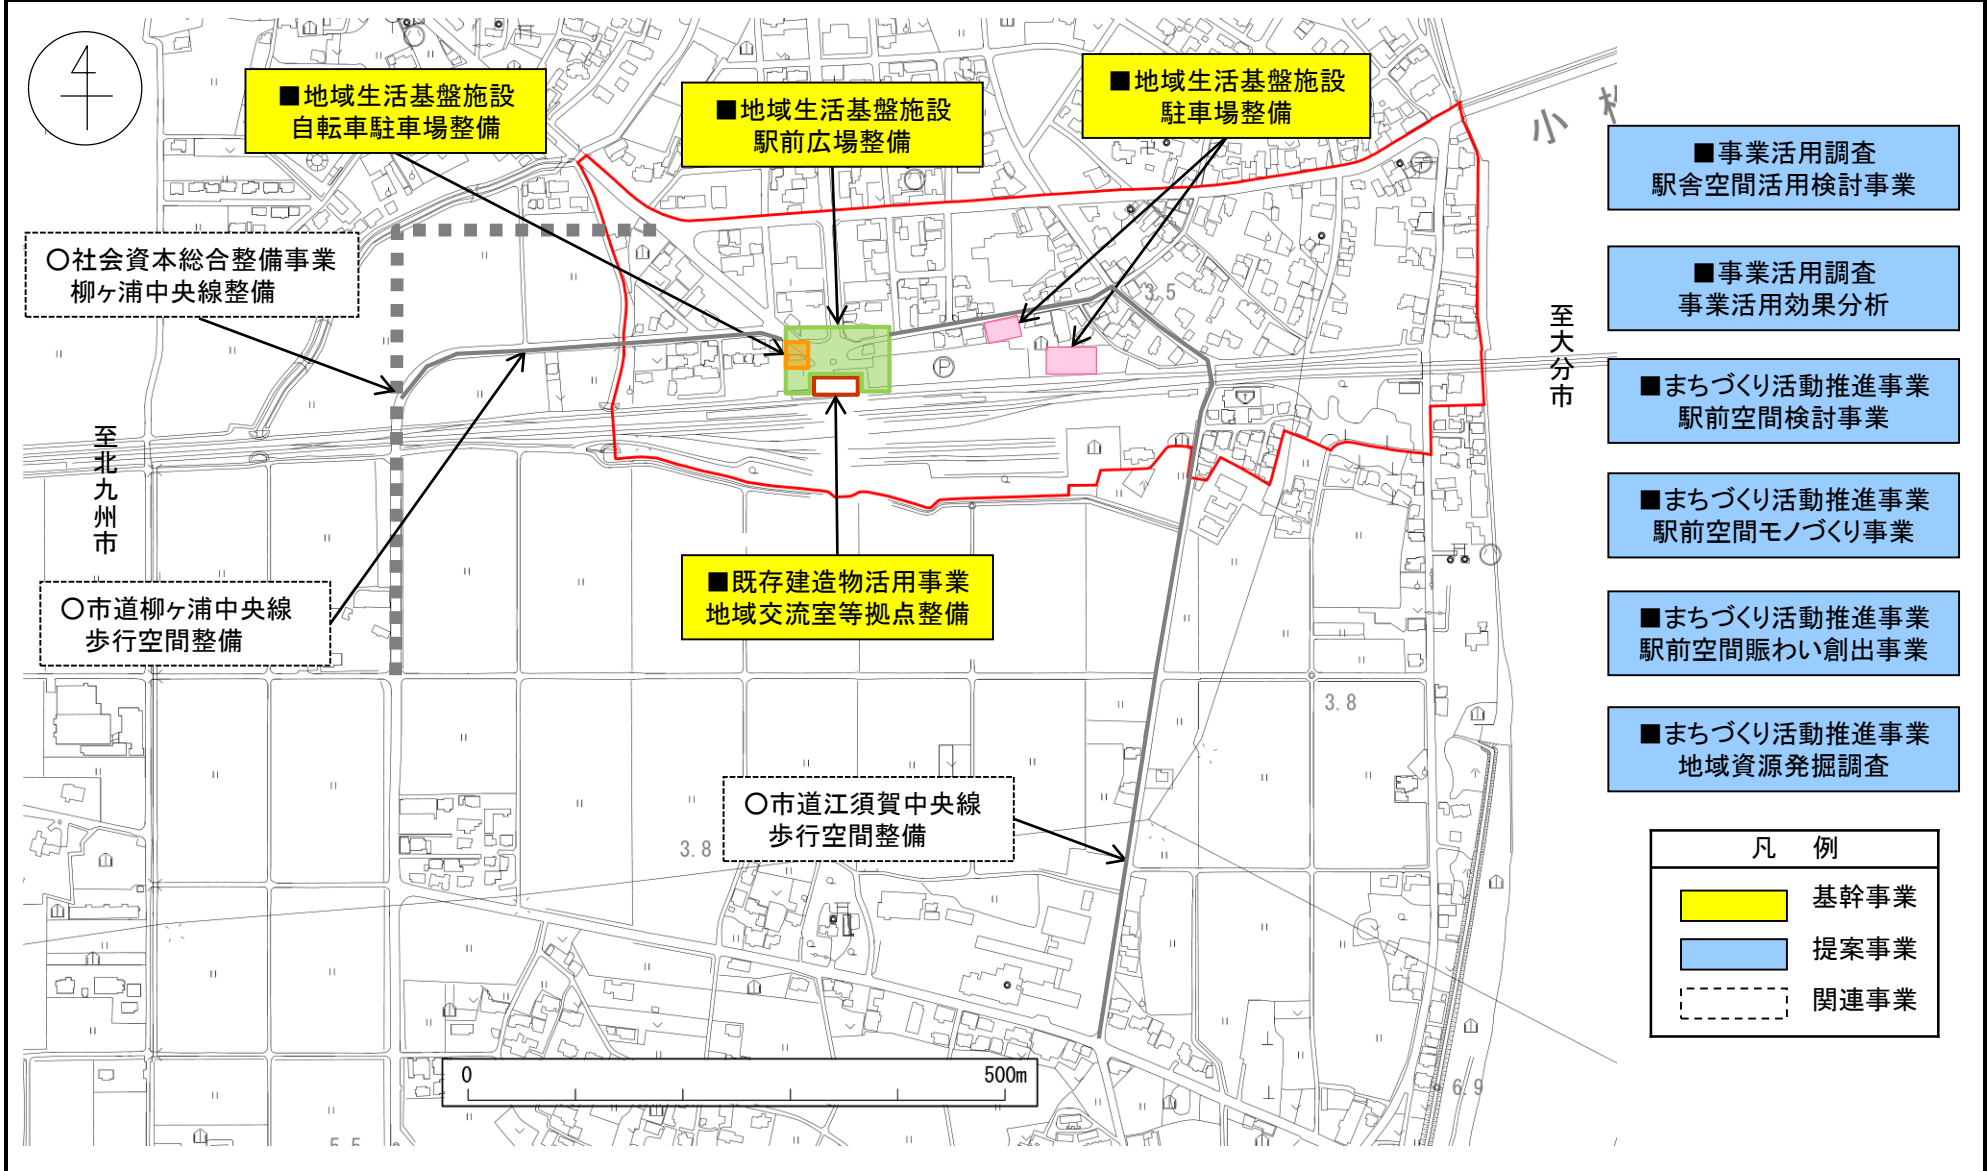 ■地域生活基盤施設
自転車駐車場整備
■地域生活基盤施設
駅前広場整備
■地域生活基盤施設
駐車場整備
小
■事業活用調査
駅舎空間活用検討事業
■事業活用調査
事業活用効果分析
■まちづくり活動推進事業
駅前空間検討事業
■まちづくり活動推進事業
駅前空間モノづくり事業
■まちづくり活動推進事業
駅前空間賑わい創出事業
■まちづくり活動推進事業
地域資源発掘調査
○社会資本総合整備事業
柳ヶ浦中央線整備
3.5
P
至大分市
至北九州市
○市道柳ヶ浦中央線
歩行空間整備
■既存建造物活用事業
地域交流室等拠点整備
3.8
○市道江須賀中央線
歩行空間整備
3.8
凡 例
基幹事業
提案事業
関連事業
0
500m
6.9
5.5